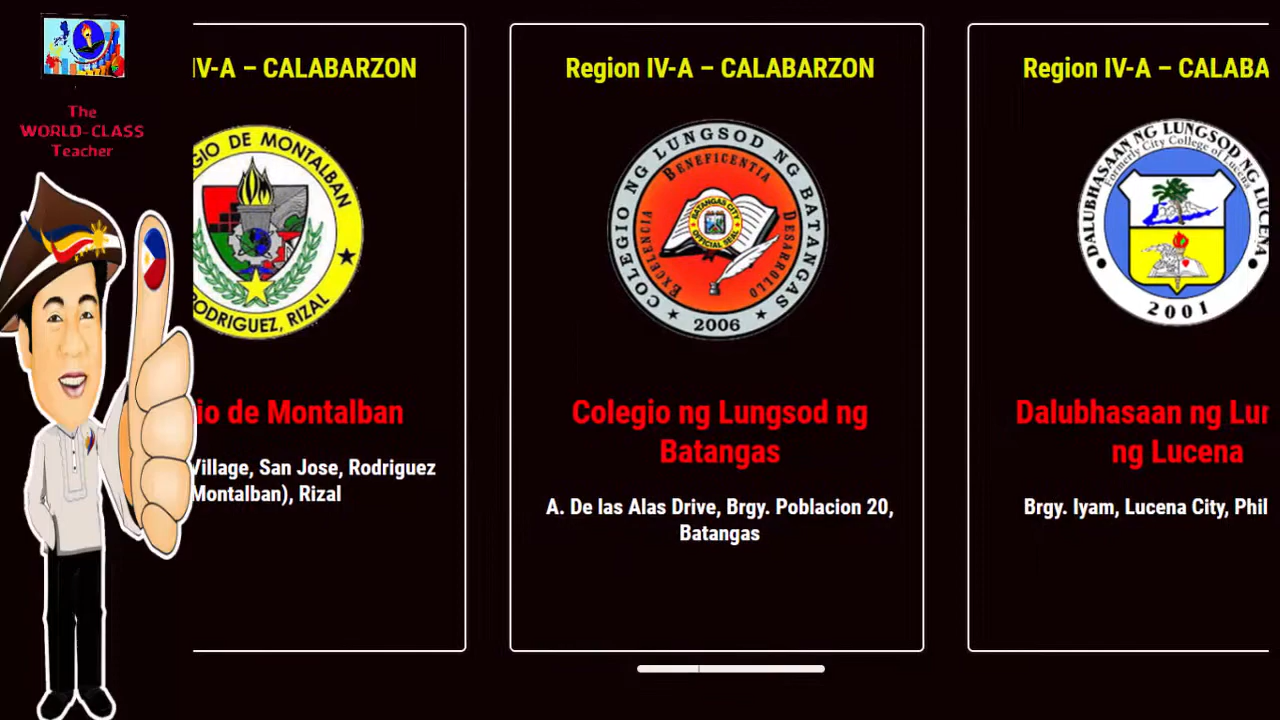 The
WORLD-CLASS
Teacher
IV-A – CALABARZON
GIO DE MONTALBAN
RODRIGUEZ, RIZAL
io de Montalban
Village, San Jose, Rodriguez
Montalban), Rizal
Region IV-A – CALABARZON
COLEGIO NG LUNGSOD NG BATANGAS
BENEFICENTIA
EXCELENCIA
DESARROLLO
BATANGAS CITY
OFFICIAL SEAL
2006
Colegio ng Lungsod ng
Batangas
A. De las Alas Drive, Brgy. Poblacion 20,
Batangas
Region IV-A – CALABA
DALUBHASAAN NG LUNGSOD NG LUCENA
Formerly City College of Lucena
2001
Dalubhasaan ng Lun
ng Lucena
Brgy. Iyam, Lucena City, Phil